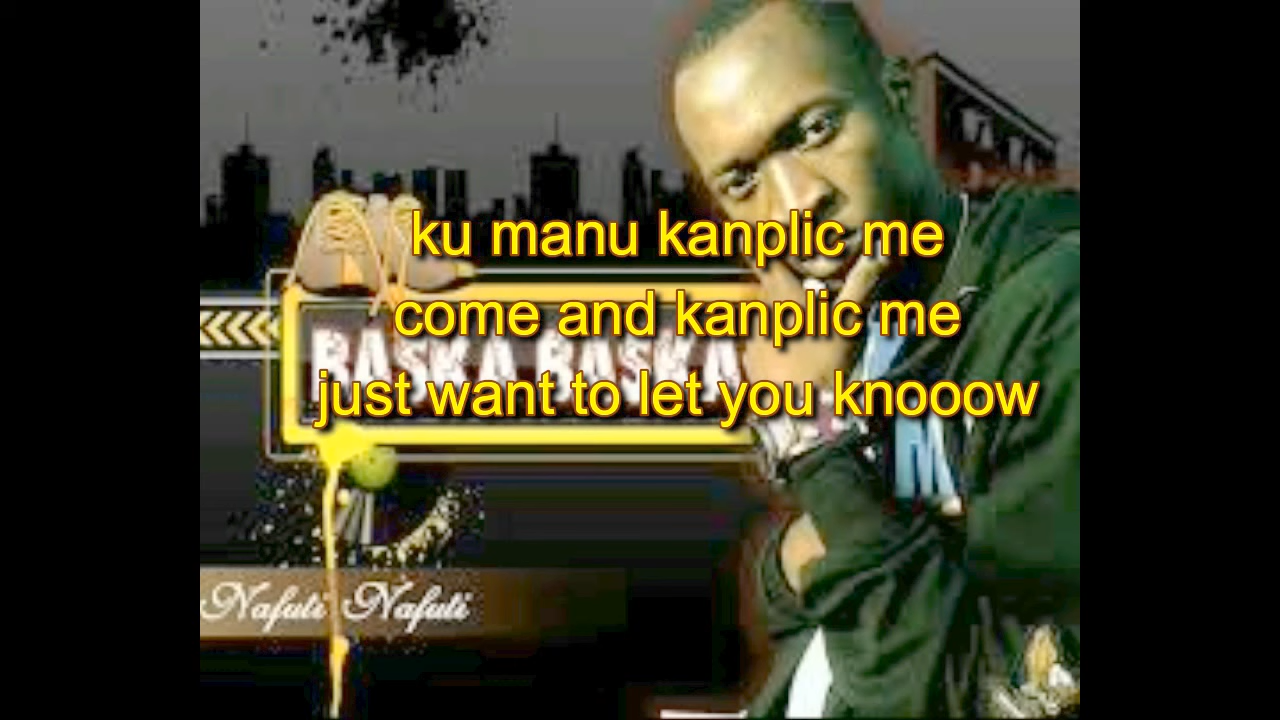 ku manu kanplic me
come and kanplic me
BASKA BASKA
just want to let you knooow
Nafuti Nafuti